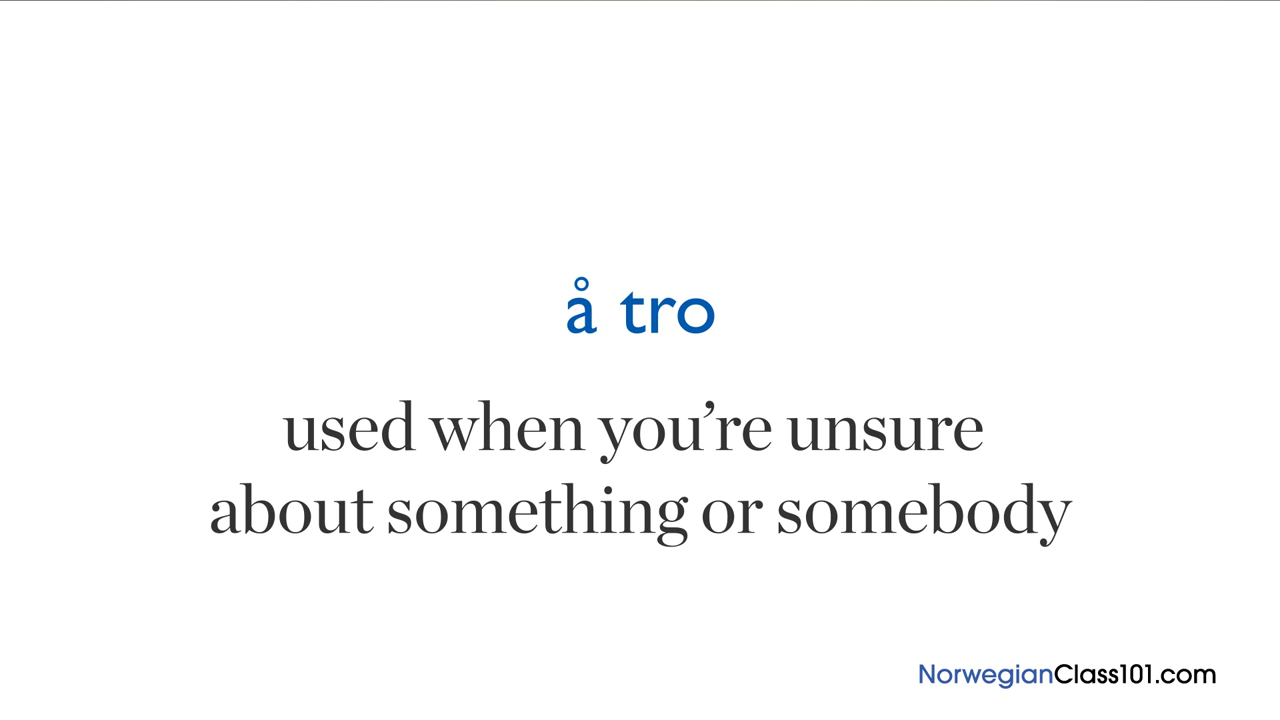 å tro
used when you’re unsure
about something or somebody
NorwegianClass101.com